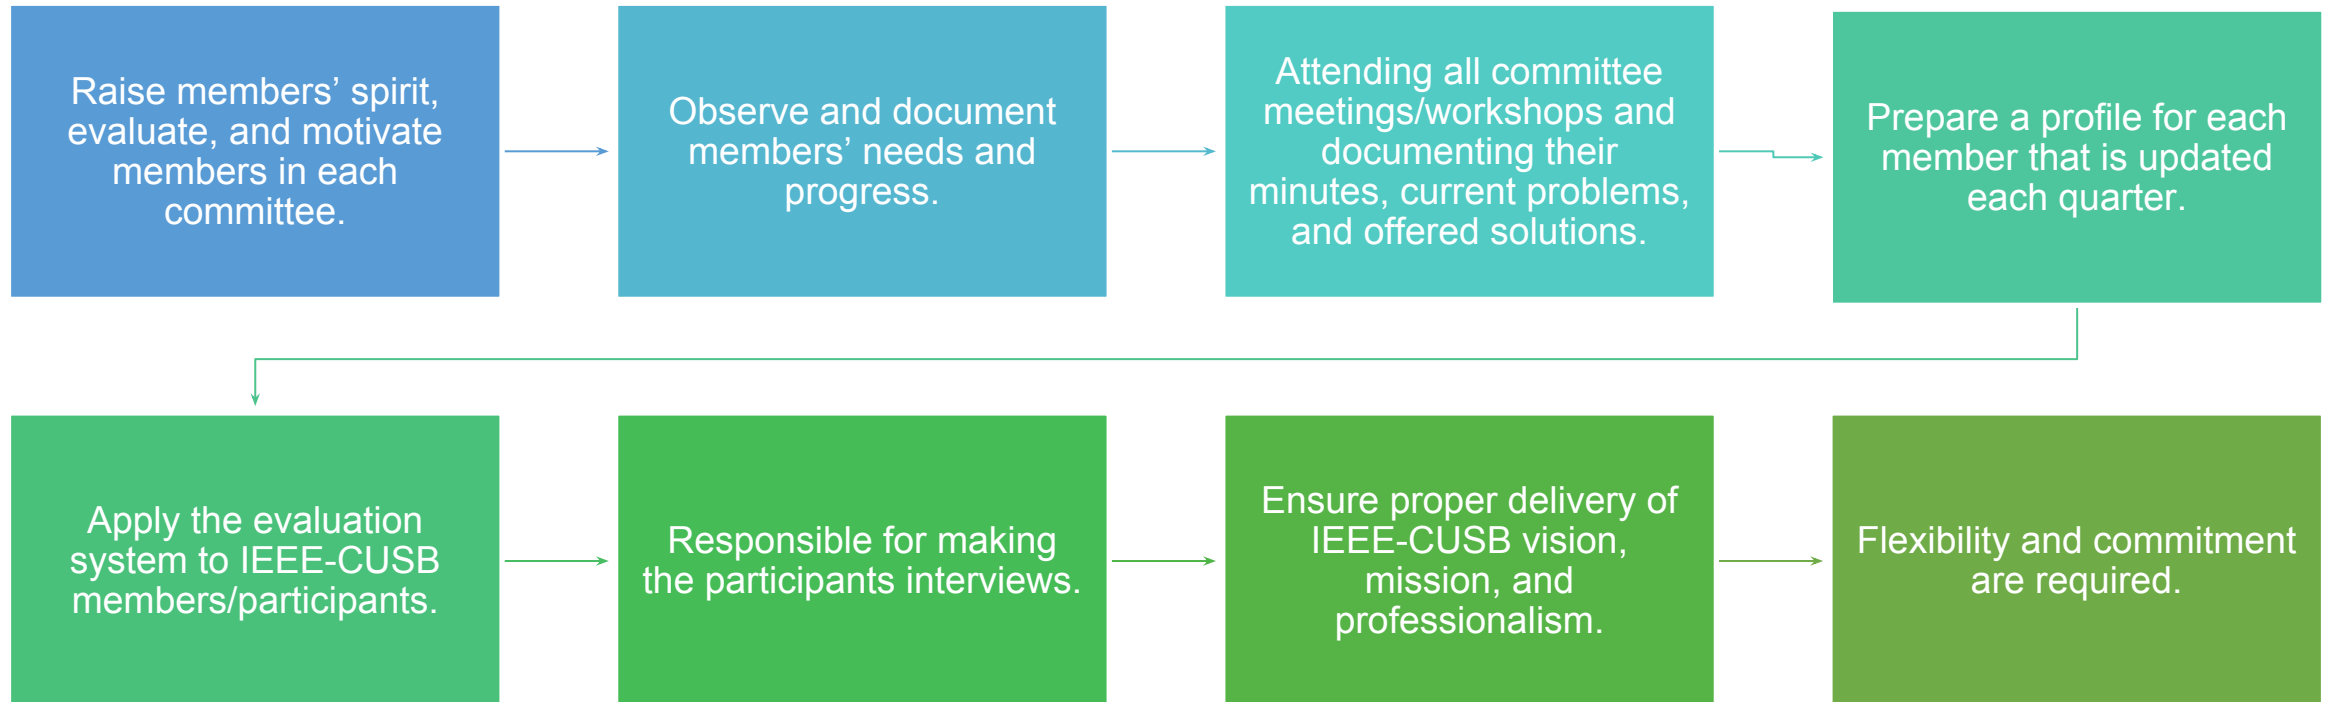 Raise members’ spirit,
evaluate, and motivate
members in each
committee.
Observe and document
members’ needs and
progress.
Attending all committee
meetings/workshops and
documenting their
minutes, current problems,
and offered solutions.
Prepare a profile for each
member that is updated
each quarter.
Apply the evaluation
system to IEEE-CUSB
members/participants.
Responsible for making
the participants interviews.
Ensure proper delivery of
IEEE-CUSB vision,
mission, and
professionalism.
Flexibility and commitment
are required.